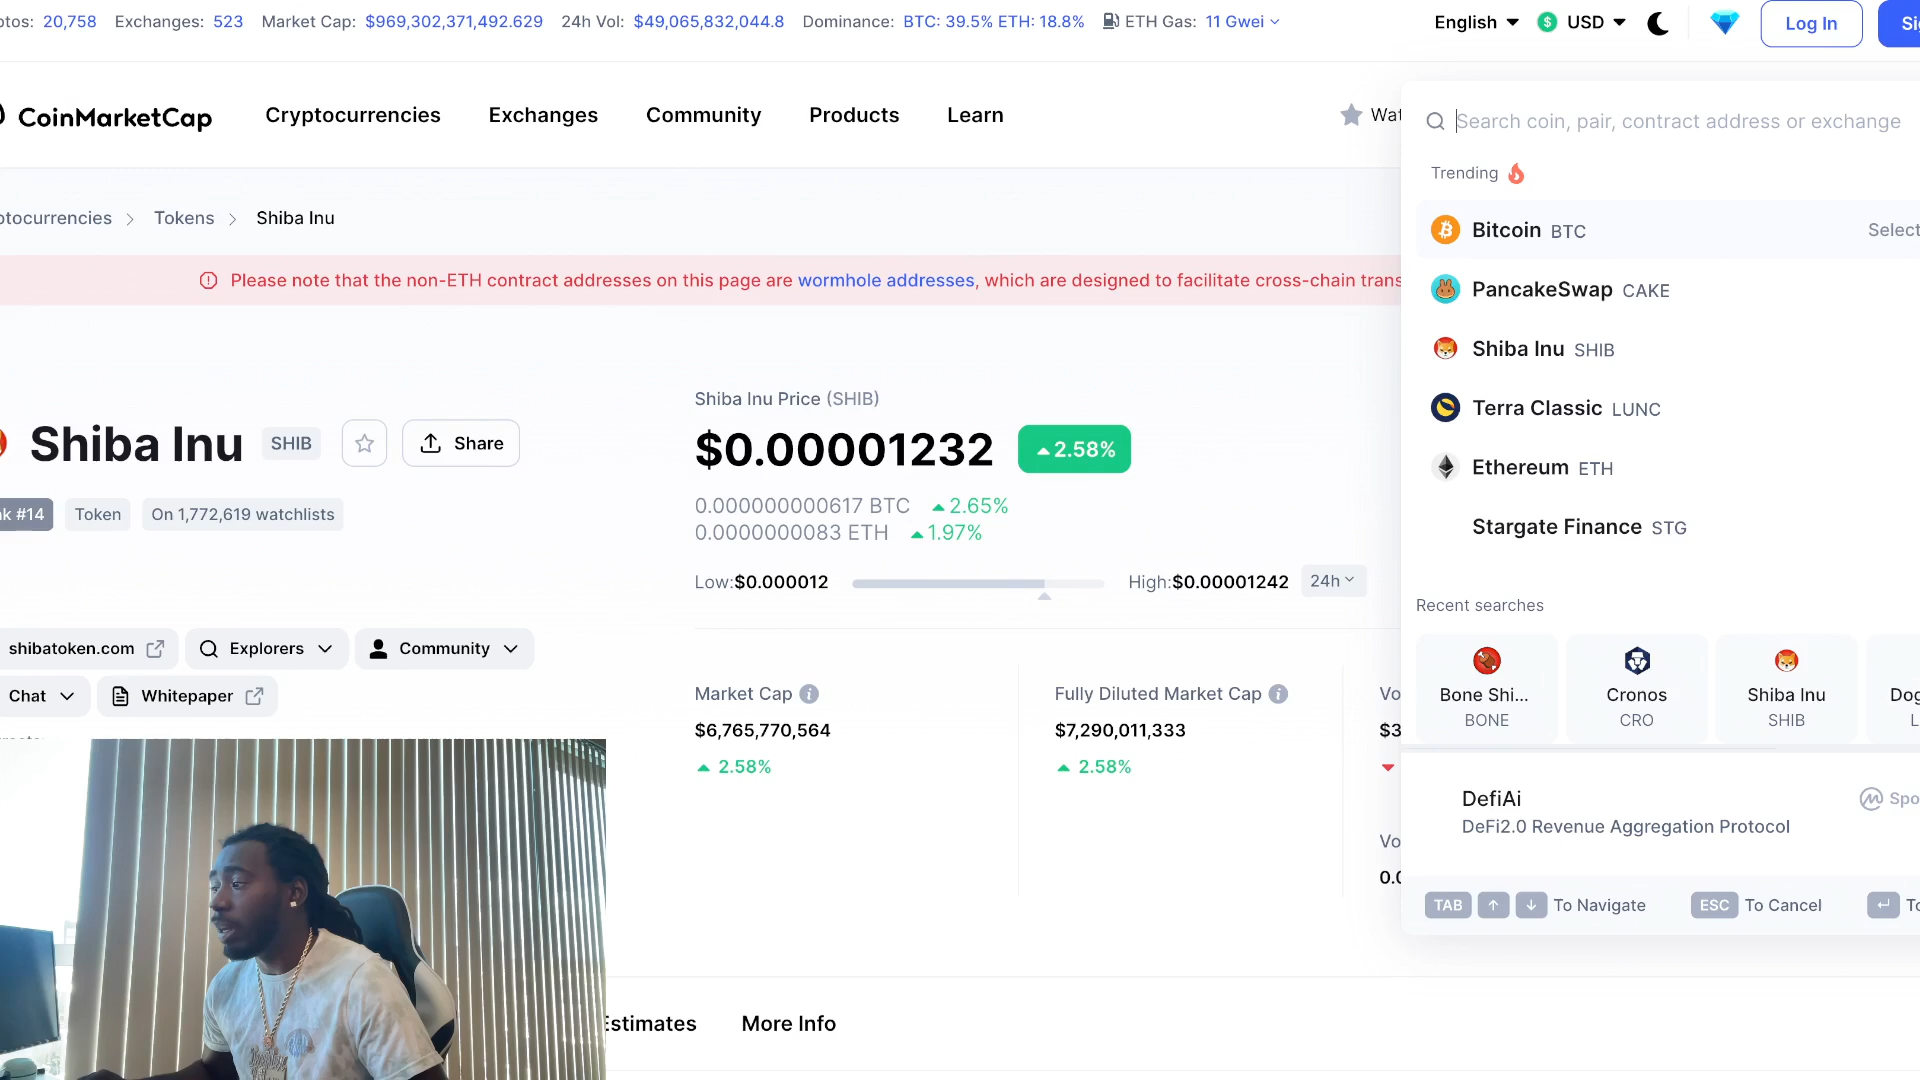 ptos: 20,758 Exchanges: 523 Market Cap: $969,302,371,492.629 24h Vol: $49,065,832,044.8 Dominance: BTC: 39.5% ETH: 18.8% ETH Gas: 11 Gwei
English USD Log In
CoinMarketCap Cryptocurrencies Exchanges Community Products Learn
Search coin, pair, contract address or exchange
Trending
Bitcoin BTC Select
PancakeSwap CAKE
Shiba Inu SHIB
Terra Classic LUNC
Ethereum ETH
Stargate Finance STG
Recent searches
Bone Shi... Cronos Shiba Inu
BONE CRO SHIB
DefiAi
DeFi2.0 Revenue Aggregation Protocol
TAB ↑ ↓ To Navigate ESC To Cancel
ptocurrencies > Tokens > Shiba Inu
Please note that the non-ETH contract addresses on this page are wormhole addresses, which are designed to facilitate cross-chain trans
Shiba Inu SHIB Share
#14 Token On 1,772,619 watchlists
shibatoken.com Explorers Community
Chat Whitepaper
Shiba Inu Price (SHIB)
$0.00001232 2.58%
0.000000000617 BTC 2.65%
0.0000000083 ETH 1.97%
Low:$0.000012 High:$0.00001242 24h
Market Cap Fully Diluted Market Cap
$6,765,770,564 $7,290,011,333
2.58% 2.58%
Estimates More Info